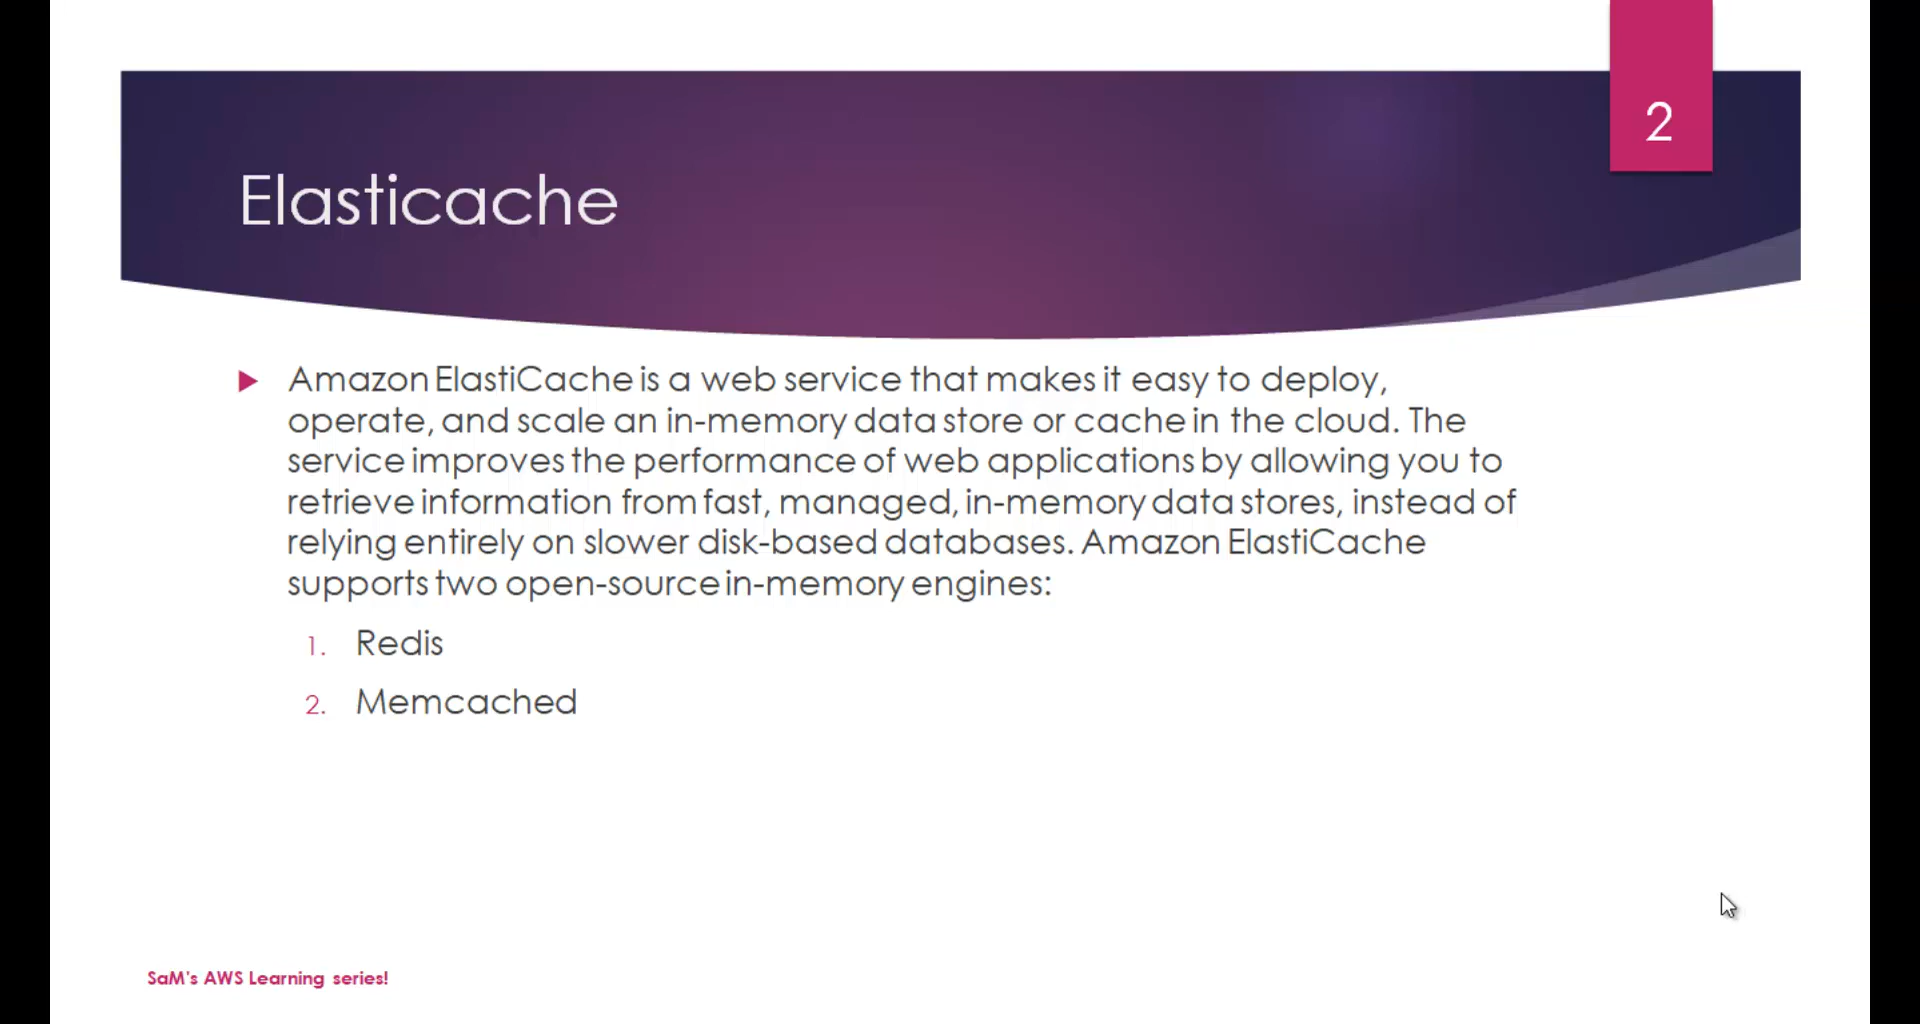 2
Elasticache
Amazon ElastiCache is a web service that makes it easy to deploy,
operate, and scale an in-memory data store or cache in the cloud. The
service improves the performance of web applications by allowing you to
retrieve information from fast, managed, in-memory data stores, instead of
relying entirely on slower disk-based databases. Amazon ElastiCache
supports two open-source in-memory engines:
1. Redis
2. Memcached
SaM's AWS Learning series!